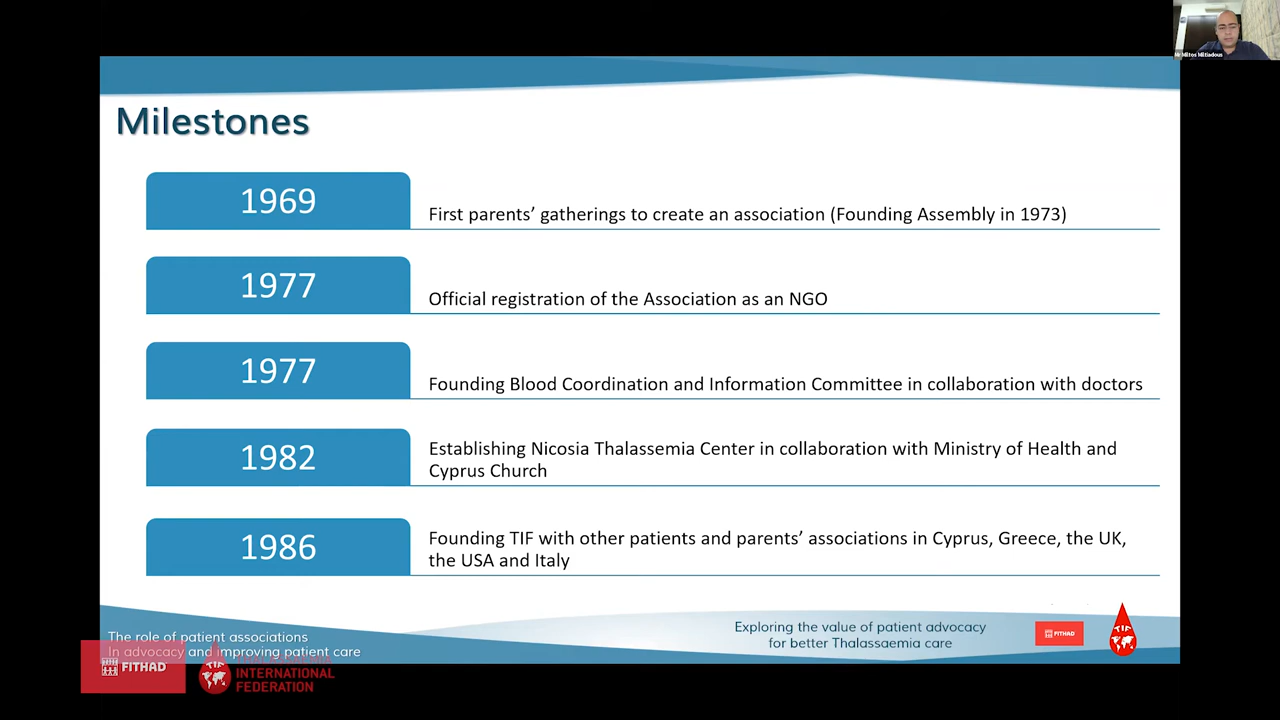 Mr Miltos Miltiadous
Milestones
1969
First parents’ gatherings to create an association (Founding Assembly in 1973)
1977
Official registration of the Association as an NGO
1977
Founding Blood Coordination and Information Committee in collaboration with doctors
1982
Establishing Nicosia Thalassemia Center in collaboration with Ministry of Health and
Cyprus Church
1986
Founding TIF with other patients and parents’ associations in Cyprus, Greece, the UK,
the USA and Italy
The role of patient associations
In advocacy and improving patient care
Exploring the value of patient advocacy
for better Thalassaemia care
FITHAD
TIF
FITHAD
TIF
INTERNATIONAL
FEDERATION